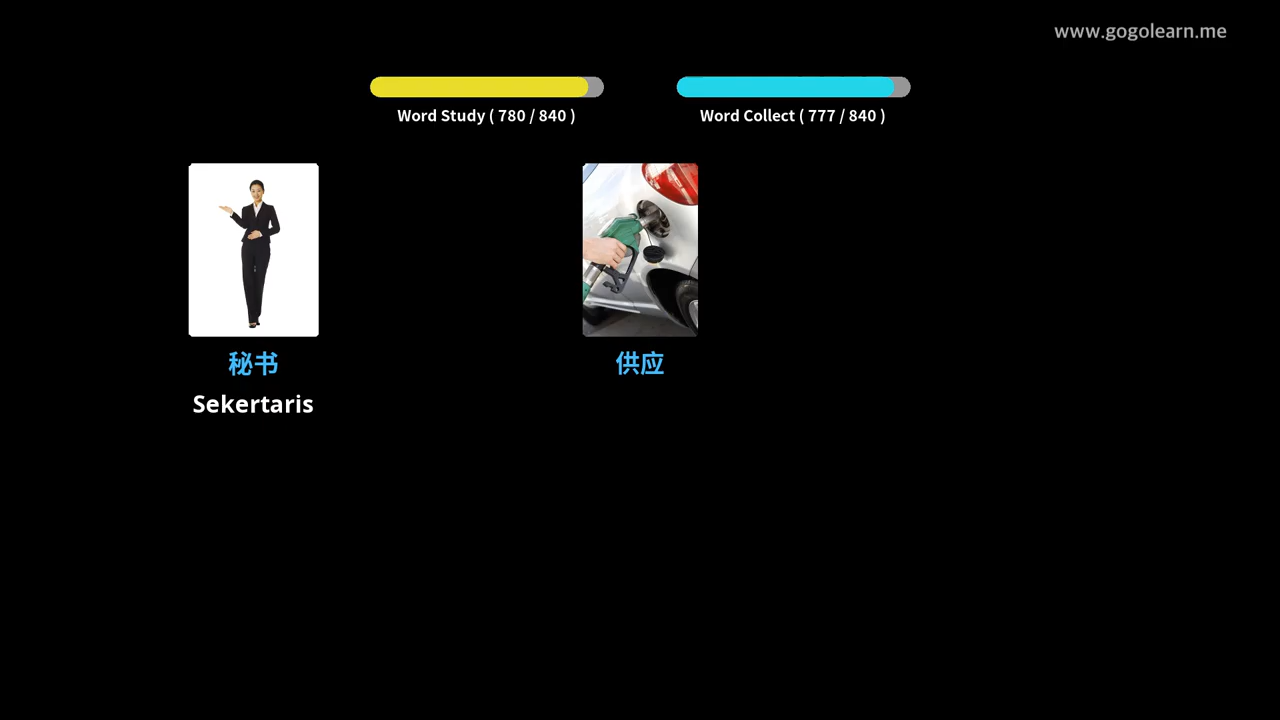 www.gogolearn.me
Word Study ( 780 / 840 )
Word Collect ( 777 / 840 )
秘书
供应
Sekertaris